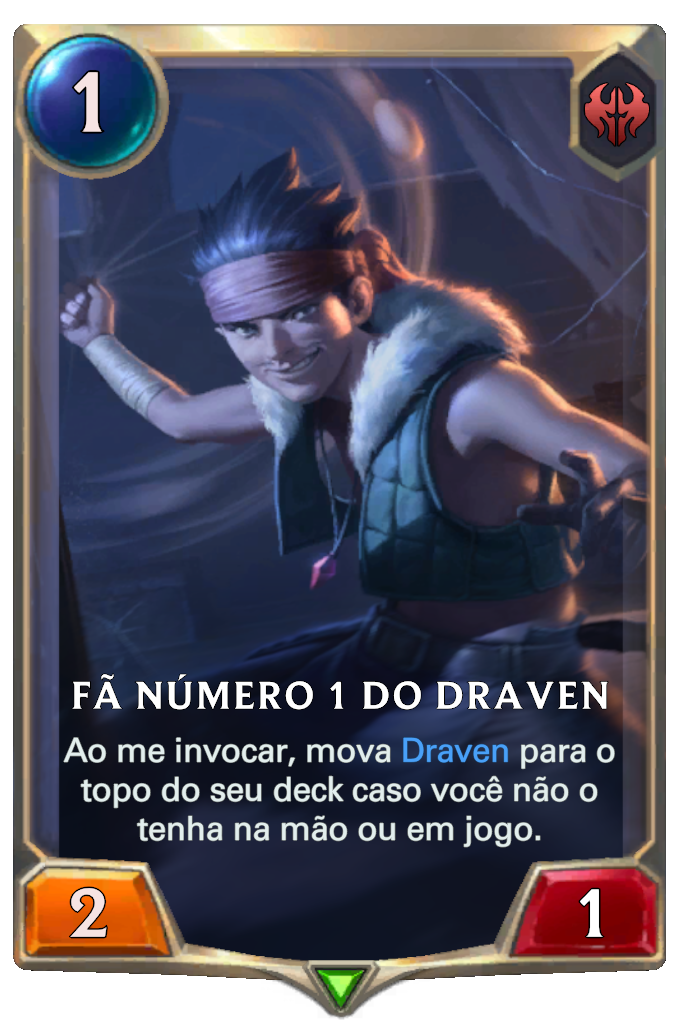 1
FÃ NÚMERO 1 DO DRAVEN
Ao me invocar, mova Draven para o
topo do seu deck caso você não o
tenha na mão ou em jogo.
2
1